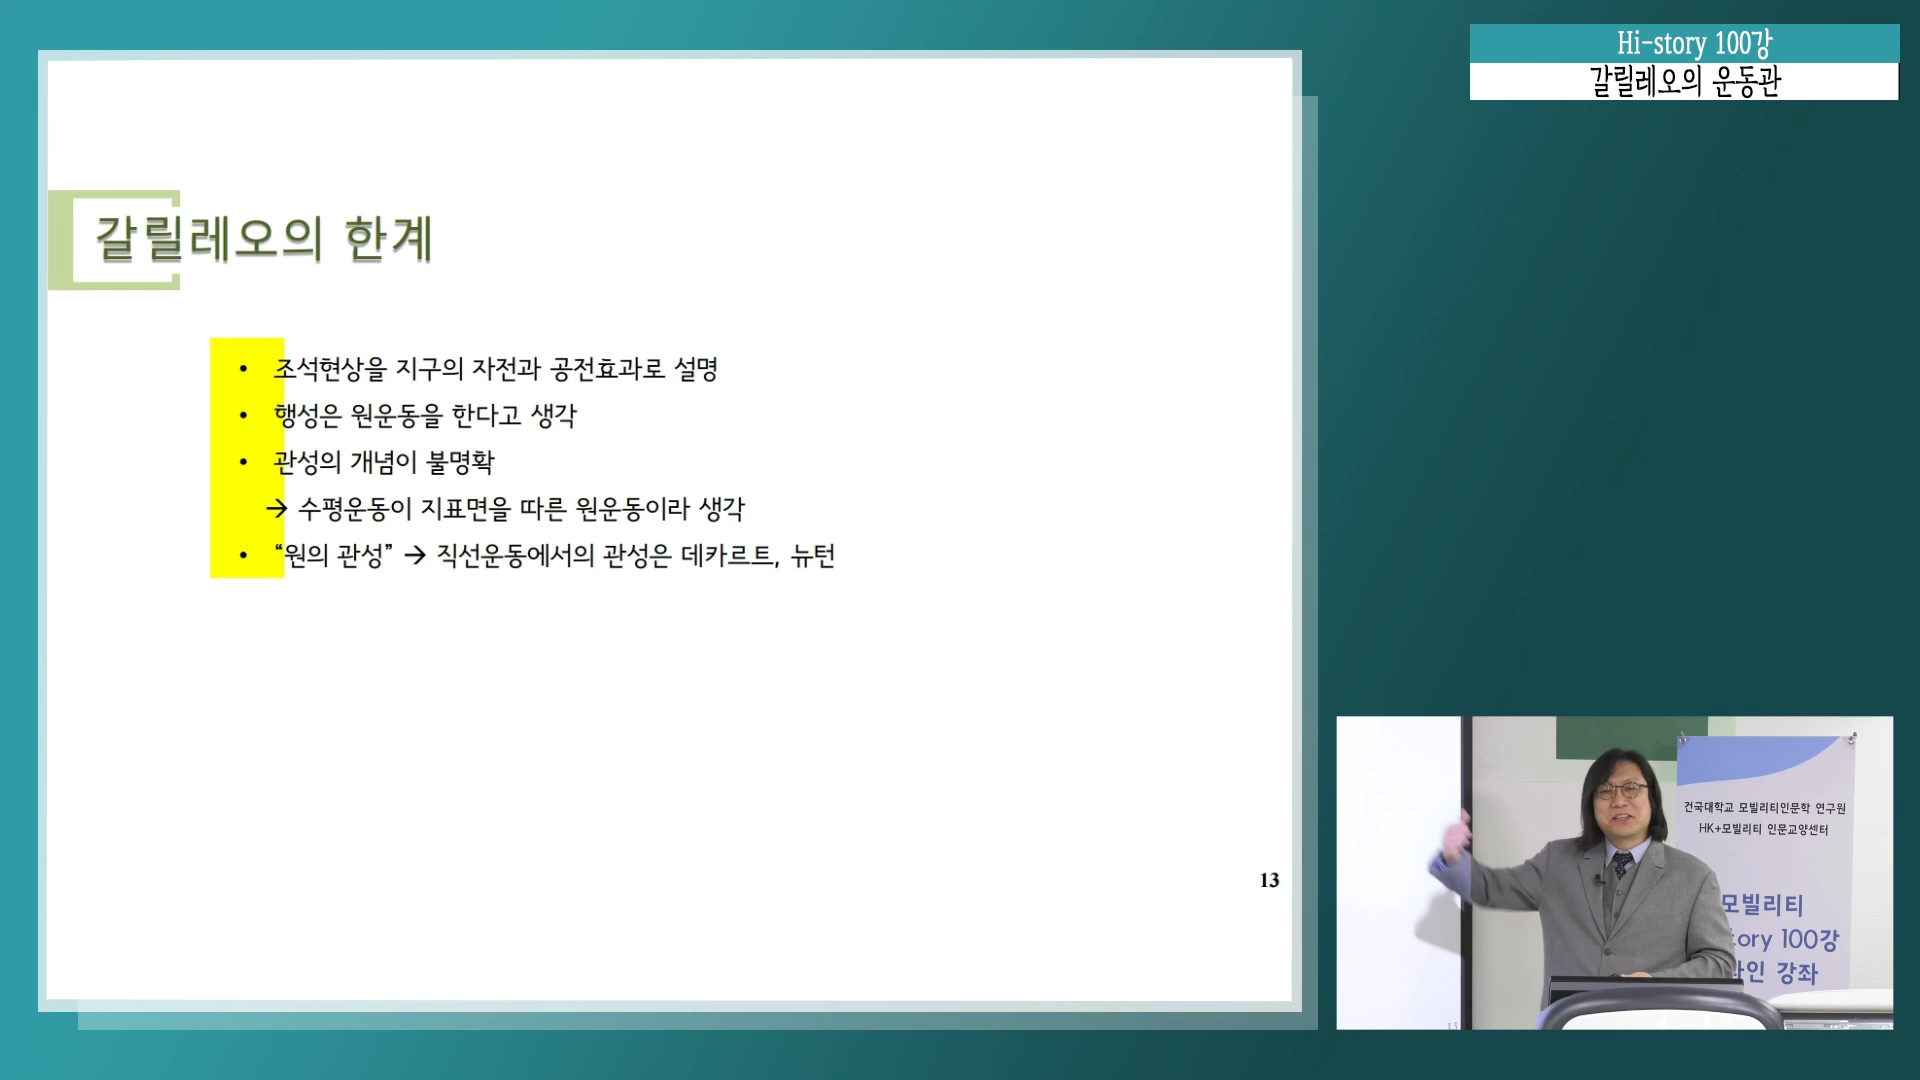 Hi-story 100강
갈릴레오의 운동관
갈릴레오의 한계
• 조석현상을 지구의 자전과 공전효과로 설명
• 행성은 원운동을 한다고 생각
• 관성의 개념이 불명확
→ 수평운동이 지표면을 따른 원운동이라 생각
• “원의 관성” → 직선운동에서의 관성은 데카르트, 뉴턴
13
건국대학교 모빌리티인문학 연구원
HK+모빌리티 인문교양센터
모빌리티
ory 100강
인 강좌
13